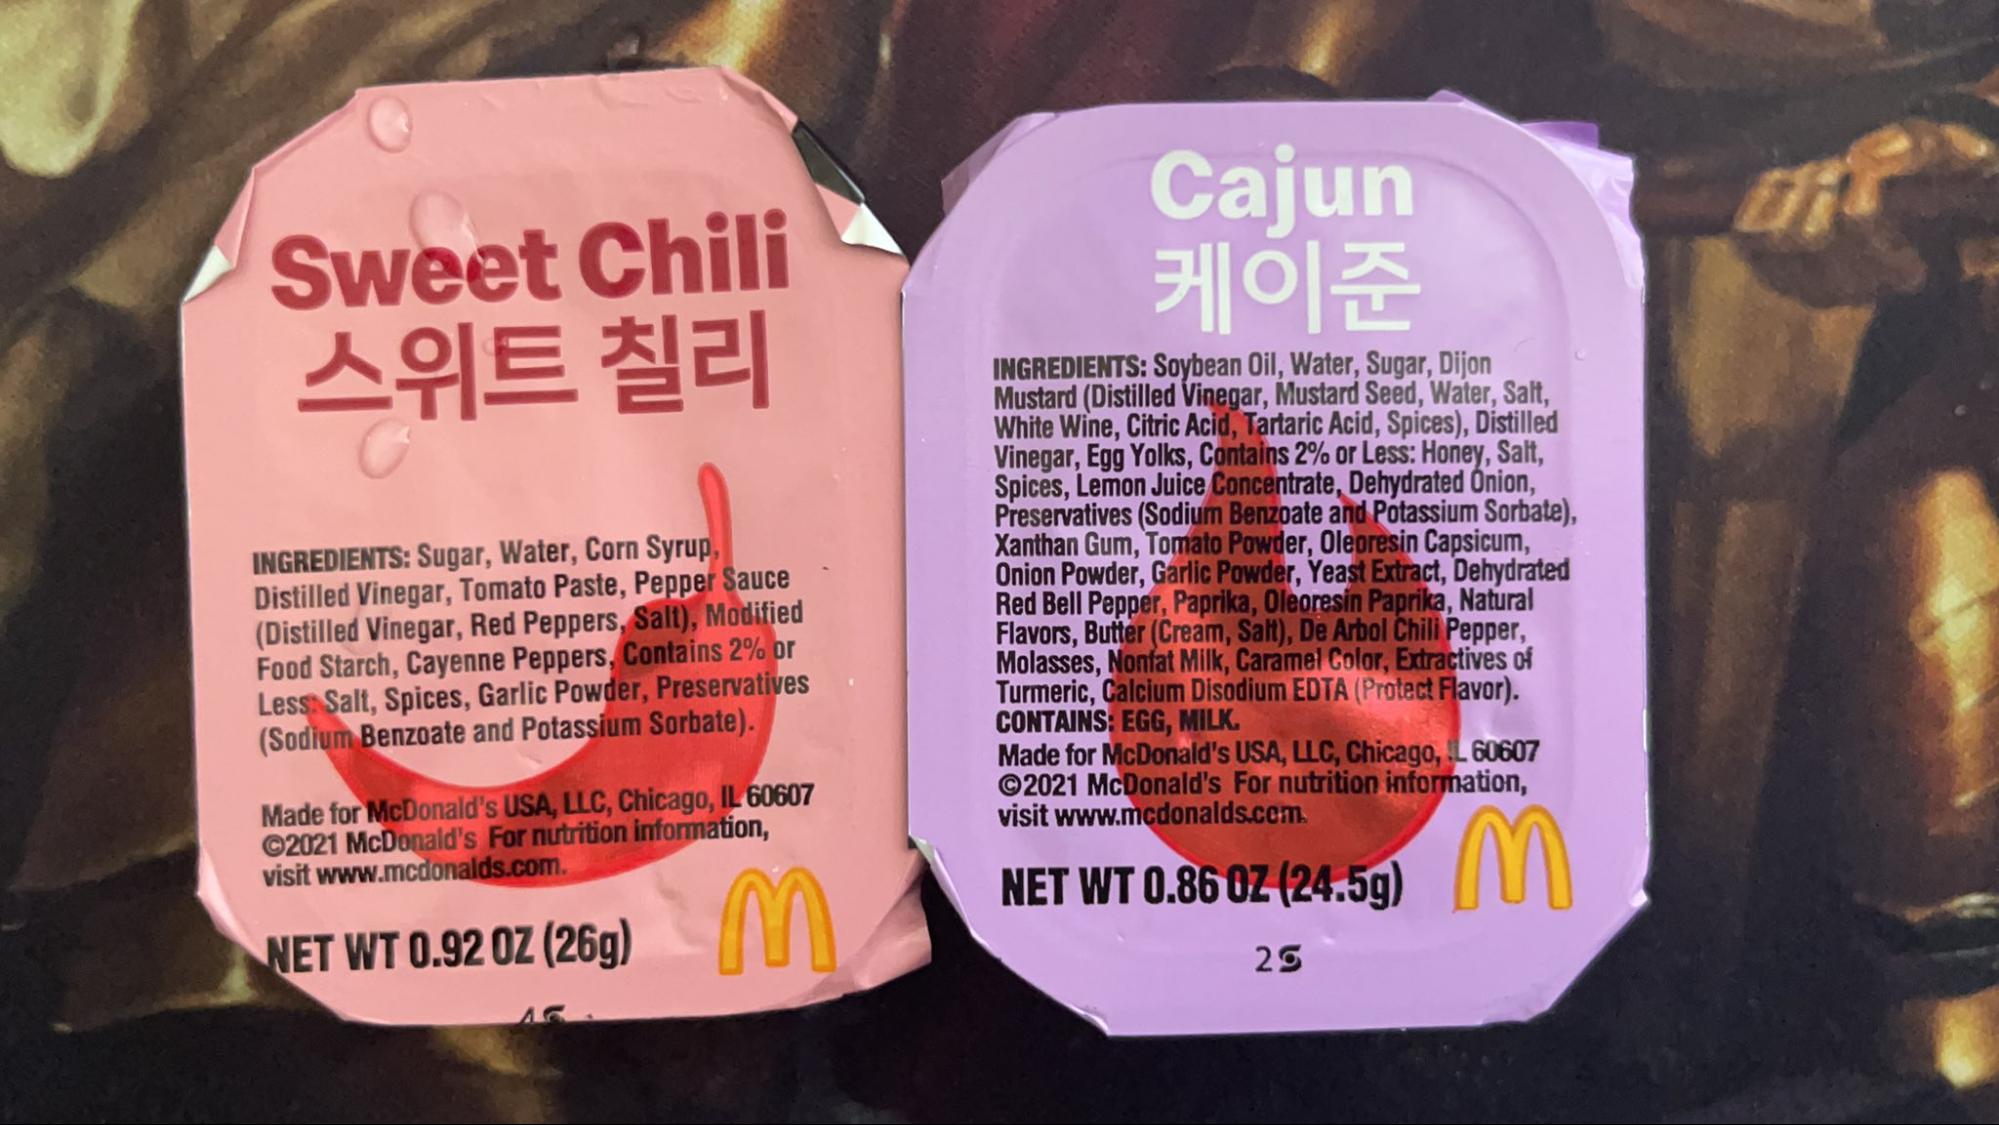 Sweet Chili
스위트 칠리
INGREDIENTS: Sugar, Water, Corn Syrup,
Distilled Vinegar, Tomato Paste, Pepper Sauce
(Distilled Vinegar, Red Peppers, Salt), Modified
Food Starch, Cayenne Peppers, Contains 2% or
Less: Salt, Spices, Garlic Powder, Preservatives
(Sodium Benzoate and Potassium Sorbate).
Made for McDonald's USA, LLC, Chicago, IL 60607
©2021 McDonald's For nutrition information,
visit www.mcdonalds.com.
NET WT 0.92 OZ (26g)
Cajun
케이준
INGREDIENTS: Soybean Oil, Water, Sugar, Dijon
Mustard (Distilled Vinegar, Mustard Seed, Water, Salt,
White Wine, Citric Acid, Tartaric Acid, Spices), Distilled
Vinegar, Egg Yolks, Contains 2% or Less: Honey, Salt,
Spices, Lemon Juice Concentrate, Dehydrated Onion,
Preservatives (Sodium Benzoate and Potassium Sorbate),
Xanthan Gum, Tomato Powder, Oleoresin Capsicum,
Onion Powder, Garlic Powder, Yeast Extract, Dehydrated
Red Bell Pepper, Paprika, Oleoresin Paprika, Natural
Flavors, Butter (Cream, Salt), De Arbol Chili Pepper,
Molasses, Nonfat Milk, Caramel Color, Extractives of
Turmeric, Calcium Disodium EDTA (Protect Flavor).
CONTAINS: EGG, MILK.
Made for McDonald's USA, LLC, Chicago, IL 60607
©2021 McDonald's For nutrition information,
visit www.mcdonalds.com.
NET WT 0.86 OZ (24.5g)
2